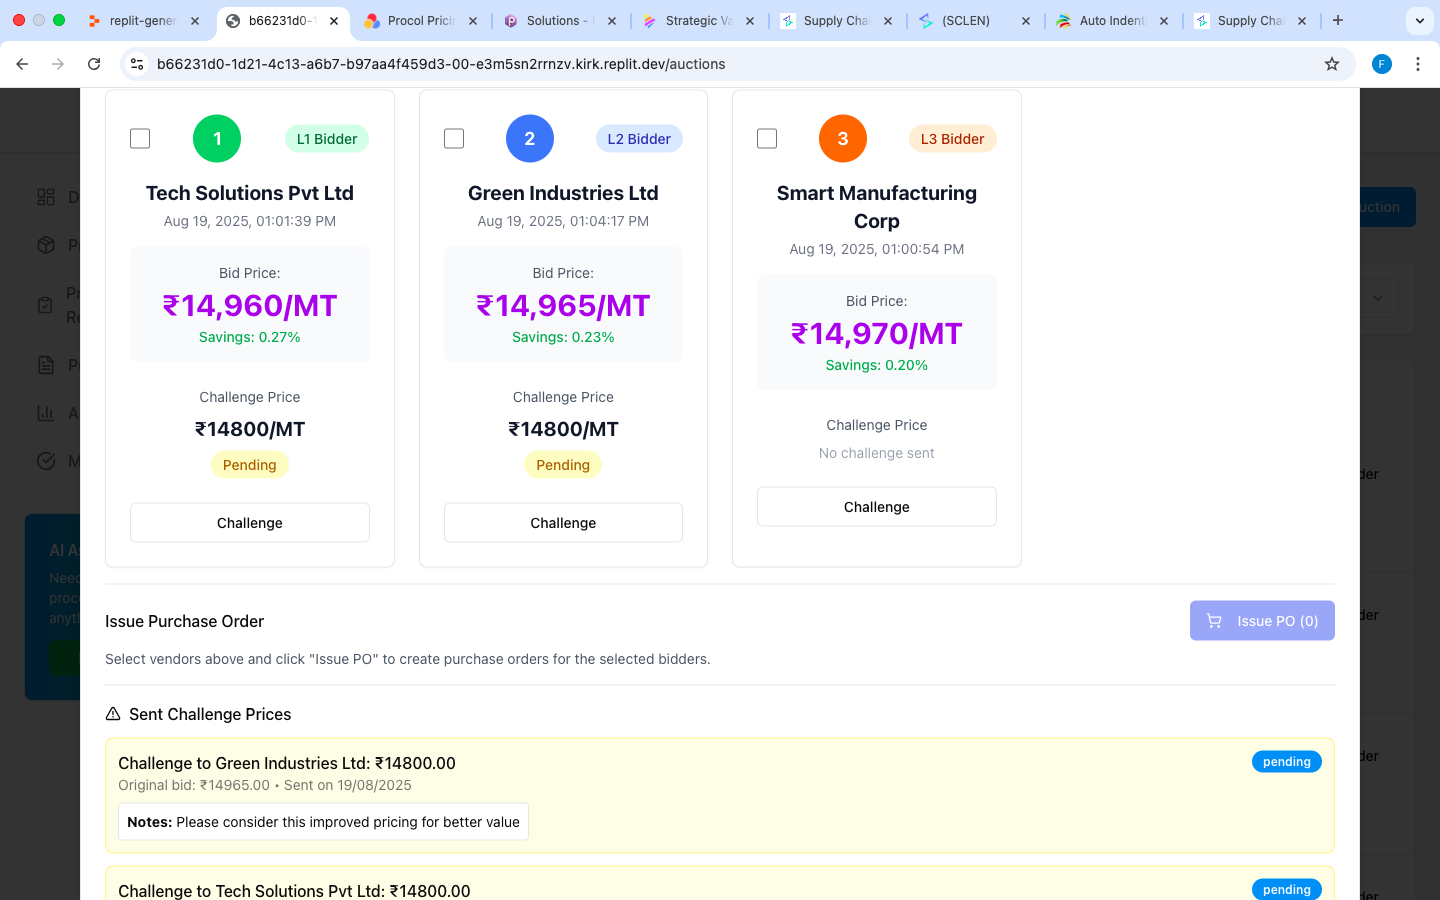 replit-gener
b66231d0-1
Procol Pricin
Solutions -
Strategic Va
Supply Chai
(SCLEN)
Auto Indent
Supply Chai
b66231d0-1d21-4c13-a6b7-b97aa4f459d3-00-e3m5sn2rrnzv.kirk.replit.dev/auctions
F
1
L1 Bidder
Tech Solutions Pvt Ltd
Aug 19, 2025, 01:01:39 PM
Bid Price:
₹14,960/MT
Savings: 0.27%
Challenge Price
₹14800/MT
Pending
Challenge
2
L2 Bidder
Green Industries Ltd
Aug 19, 2025, 01:04:17 PM
Bid Price:
₹14,965/MT
Savings: 0.23%
Challenge Price
₹14800/MT
Pending
Challenge
3
L3 Bidder
Smart Manufacturing
Corp
Aug 19, 2025, 01:00:54 PM
Bid Price:
₹14,970/MT
Savings: 0.20%
Challenge Price
No challenge sent
Challenge
Issue Purchase Order
Issue PO (0)
Select vendors above and click "Issue PO" to create purchase orders for the selected bidders.
Sent Challenge Prices
Challenge to Green Industries Ltd: ₹14800.00
pending
Original bid: ₹14965.00 • Sent on 19/08/2025
Notes: Please consider this improved pricing for better value
Challenge to Tech Solutions Pvt Ltd: ₹14800.00
pending